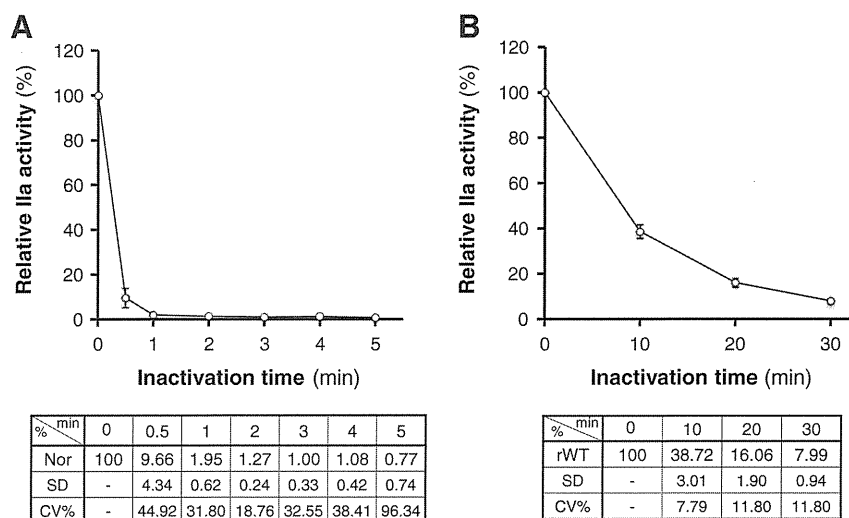 A
Relative IIa activity (%)
120
100
80
60
40
20
0
0 1 2 3 4 5
Inactivation time (min)
% min 0 0.5 1 2 3 4 5
Nor 100 9.66 1.95 1.27 1.00 1.08 0.77
SD - 4.34 0.62 0.24 0.33 0.42 0.74
CV% - 44.92 31.80 18.76 32.55 38.41 96.34
B
Relative IIa activity (%)
120
100
80
60
40
20
0
0 10 20 30
Inactivation time (min)
% min 0 10 20 30
rWT 100 38.72 16.06 7.99
SD - 3.01 1.90 0.94
CV% - 7.79 11.80 11.80